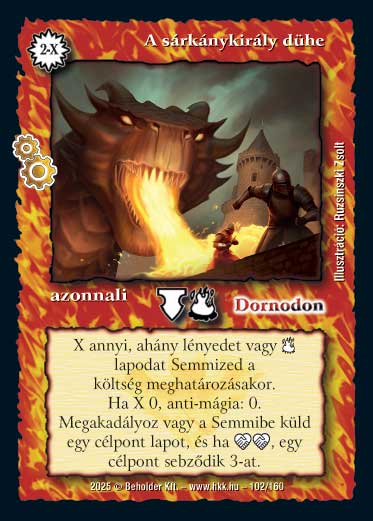 A sárkánykirály dühe
2-X
Illusztráció: Ruzsinszki Zsolt
azonnali
Dornodon
X annyi, ahány lényedet vagy
lapodat Semmized a
költség meghatározásakor.
Ha X 0, anti-mágia: 0.
Megakadályoz vagy a Semmibe küld
egy célpont lapot, és ha , egy
célpont sebződik 3-at.
2025 © Beholder Kft. – www.hkk.hu – 102/160